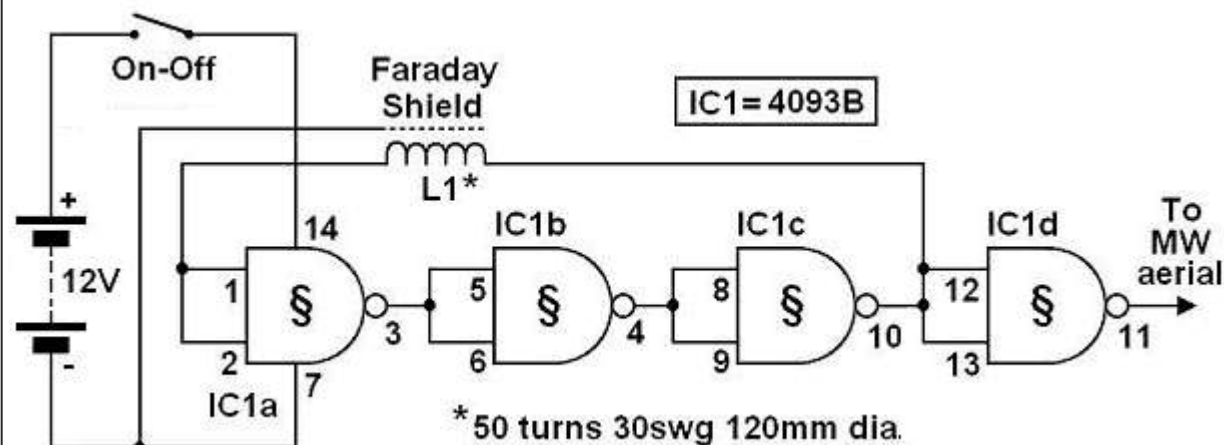 On-Off
Faraday
Shield
IC1= 4093B
L1*
+
12V
-
14
1
2
§
3
7
IC1a
IC1b
5
6
§
4
IC1c
8
9
§
10
IC1d
12
13
§
11
To
MW
aerial
*50 turns 30swg 120mm dia.